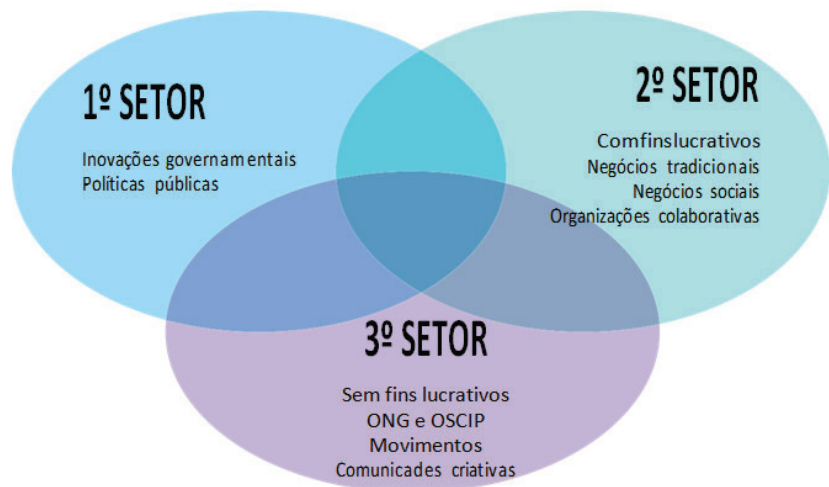 1º SETOR
Inovações governamentais
Políticas públicas
2º SETOR
Comfinslucrativos
Negócios tradicionais
Negócios sociais
Organizações colaborativas
3º SETOR
Sem fins lucrativos
ONG e OSCIP
Movimentos
Comunicades criativas